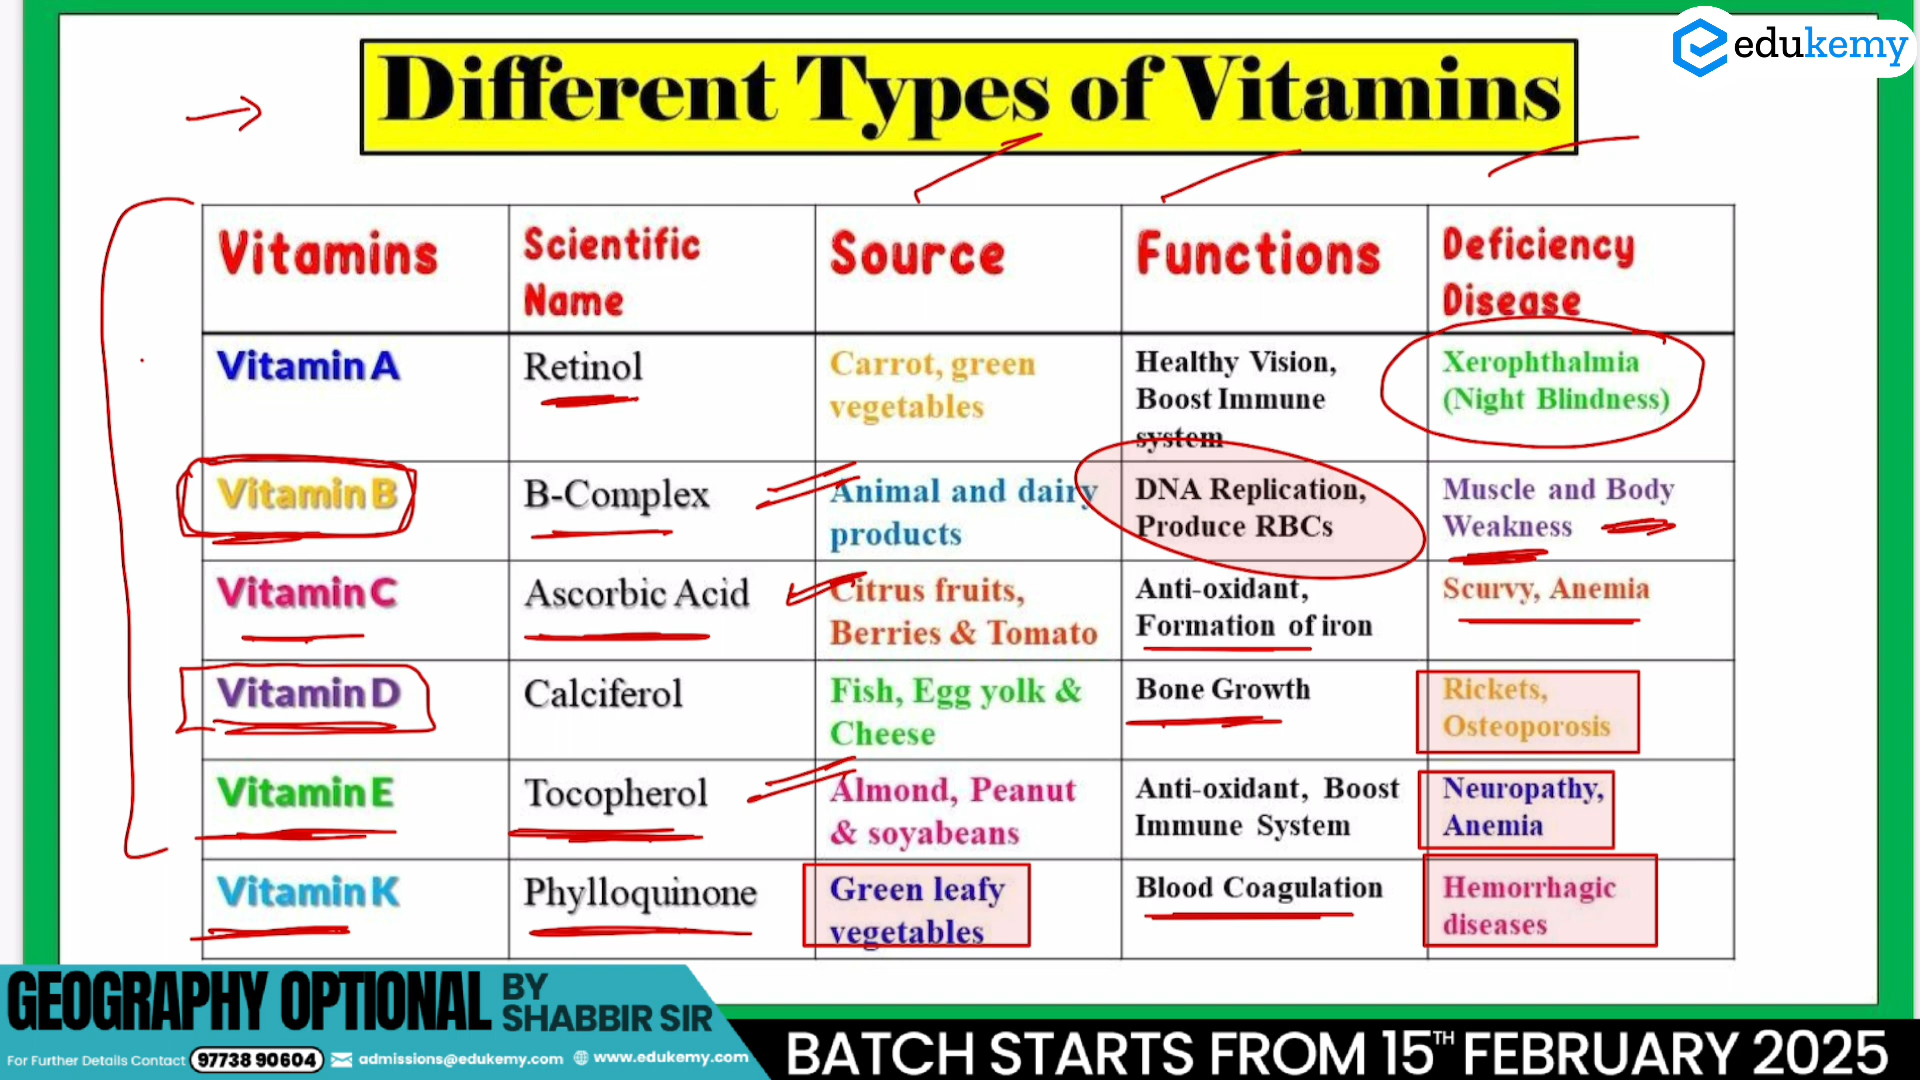 edukemy
Different Types of Vitamins
Vitamins
Scientific
Name
Source
Functions
Deficiency
Disease
Vitamin A
Retinol
Carrot, green
vegetables
Healthy Vision,
Boost Immune
system
Xerophthalmia
(Night Blindness)
Vitamin B
B-Complex
Animal and dairy
products
DNA Replication,
Produce RBCs
Muscle and Body
Weakness
Vitamin C
Ascorbic Acid
Citrus fruits,
Berries & Tomato
Anti-oxidant,
Formation of iron
Scurvy, Anemia
Vitamin D
Calciferol
Fish, Egg yolk &
Cheese
Bone Growth
Rickets,
Osteoporosis
Vitamin E
Tocopherol
Almond, Peanut
& soyabeans
Anti-oxidant, Boost
Immune System
Neuropathy,
Anemia
Vitamin K
Phylloquinone
Green leafy
vegetables
Blood Coagulation
Hemorrhagic
diseases
GEOGRAPHY OPTIONAL
BY
SHABBIR SIR
For Further Details Contact 97738 90604 admissions@edukemy.com www.edukemy.com
BATCH STARTS FROM 15TH FEBRUARY 2025